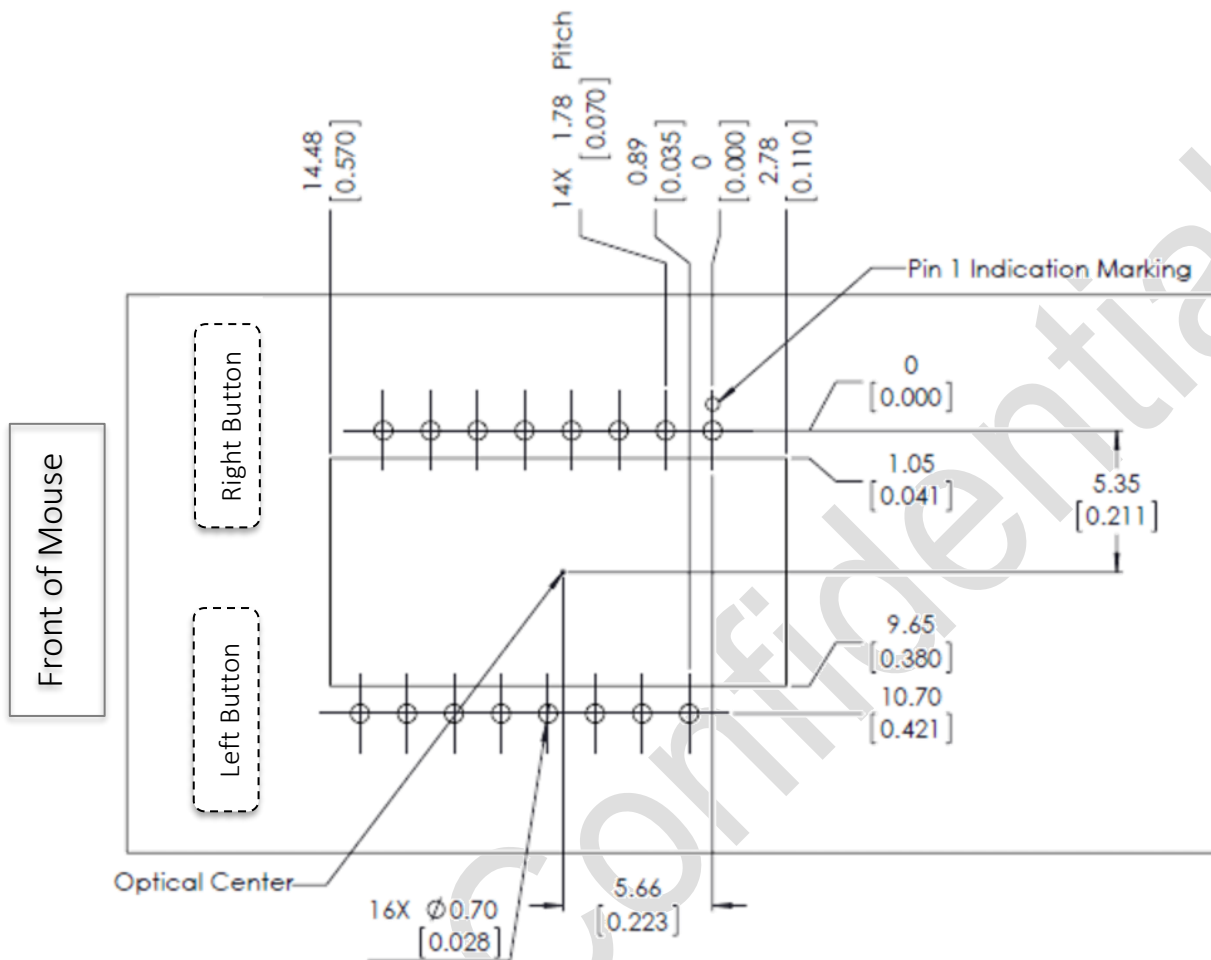 14.48
[0.570]
14X 1.78 Pitch
[0.070]
0.89
[0.035]
0
[0.000]
2.78
[0.110]
Pin 1 Indication Marking
0
[0.000]
1.05
[0.041]
5.35
[0.211]
Front of Mouse
Right Button
Left Button
9.65
[0.380]
10.70
[0.421]
Optical Center
16X Ø0.70
[0.028]
5.66
[0.223]
Confidential